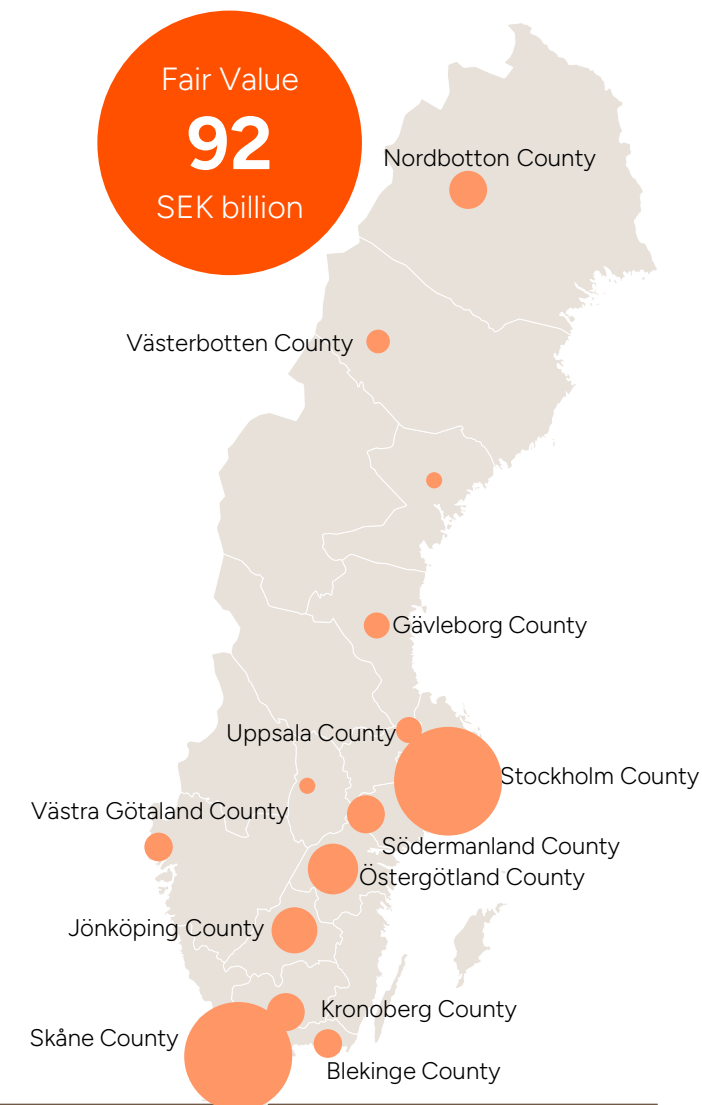 Fair Value
92
SEK billion
Nordbotton County
Västerbotten County
Gävleborg County
Uppsala County
Stockholm County
Västra Götaland County
Södermanland County
Östergötland County
Jönköping County
Kronoberg County
Skåne County
Blekinge County